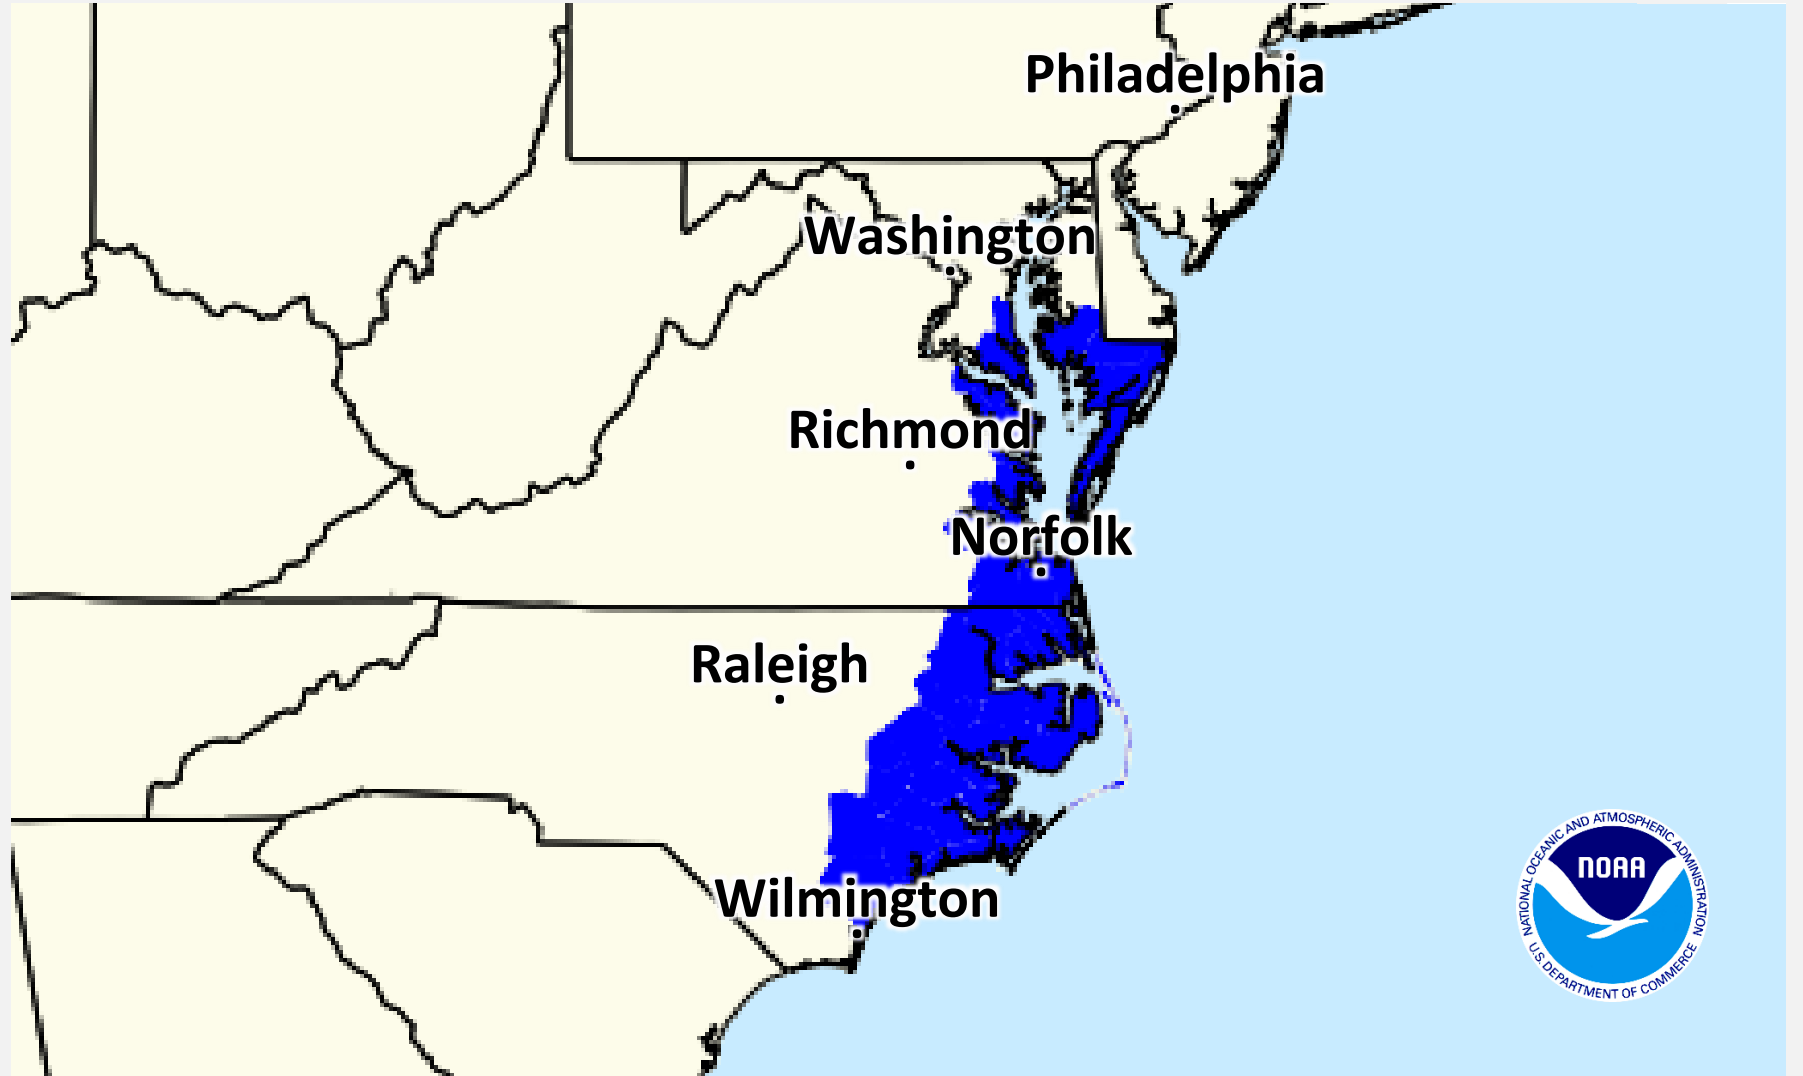 Philadelphia
Washington
Richmond
Norfolk
Raleigh
Wilmington
NATIONAL OCEANIC AND ATMOSPHERIC ADMINISTRATION
NOAA
U.S. DEPARTMENT OF COMMERCE